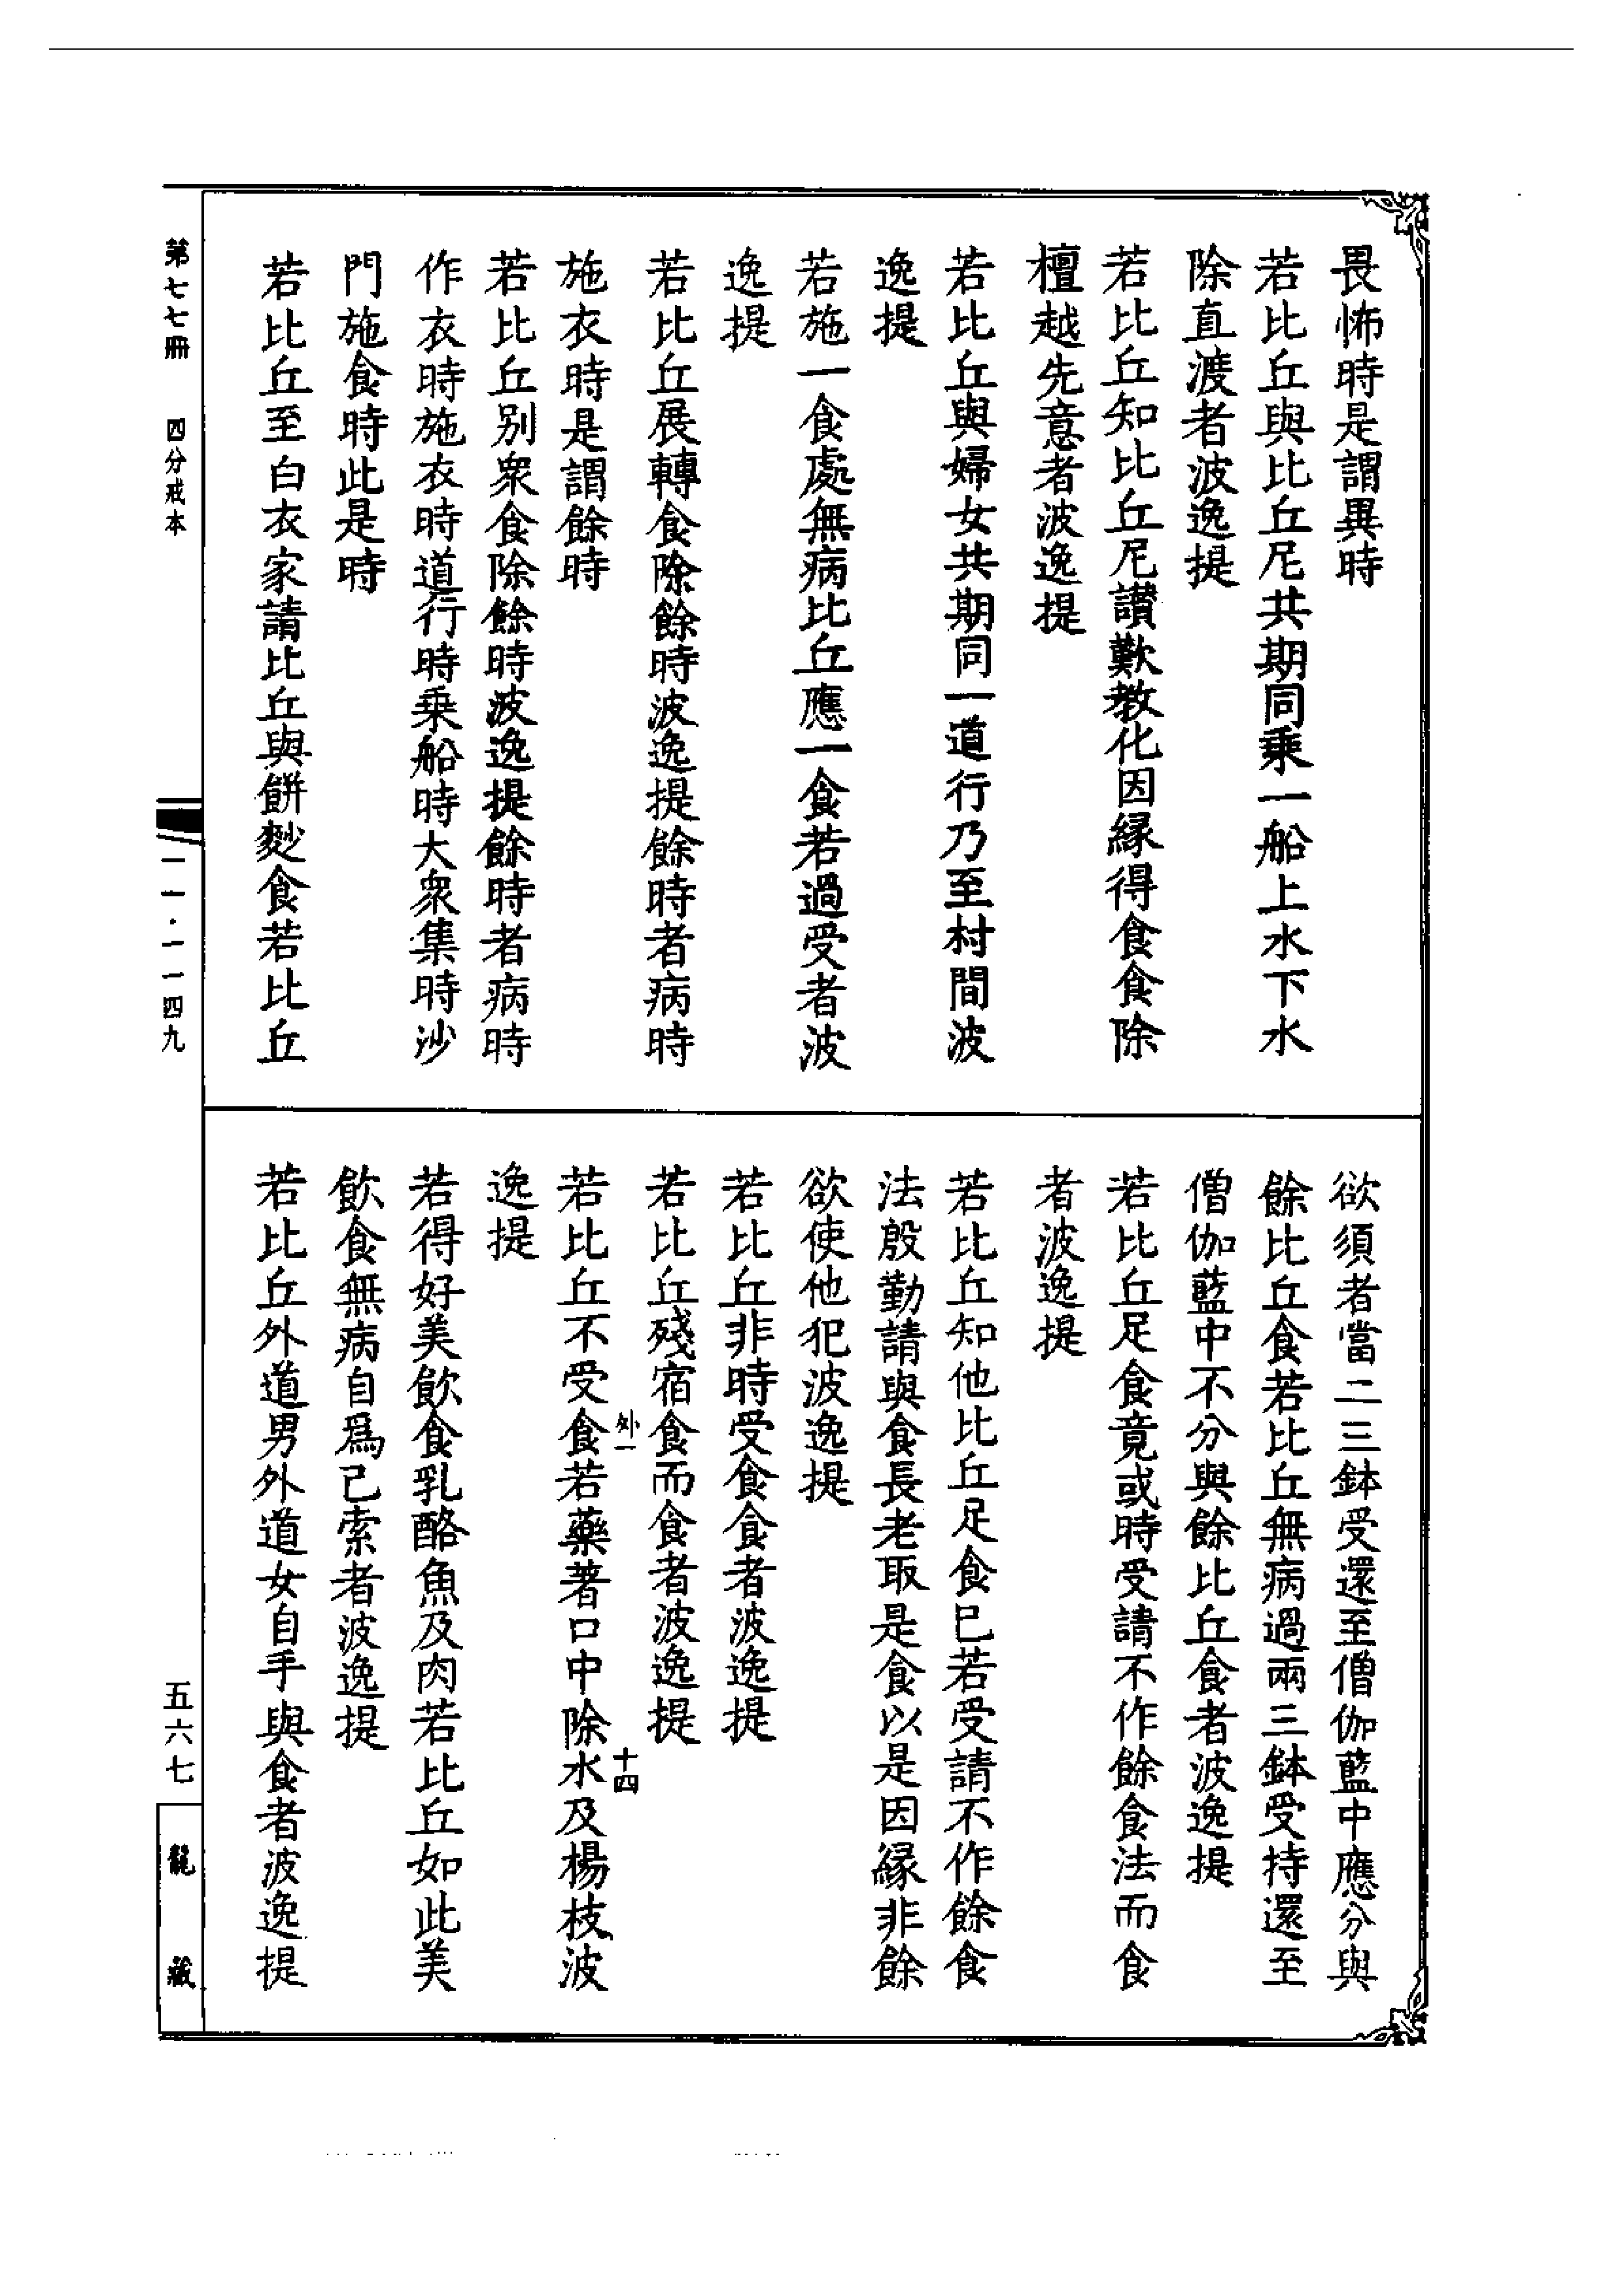 畏怖時是謂異時
若比丘與比丘尼共期同乘一船上水下水
除直渡者波逸提
若比丘知比丘尼讃歎教化因緣得食食除
檀越先意者波逸提
若比丘與婦女共期同一道行乃至村間波
逸提
若施一食處無病比丘應一食若過受者波
逸提
若比丘展轉食除餘時波逸提餘時者病時
施衣時是謂餘時
若比丘別衆食除餘時波逸提餘時者病時
作衣時施衣時道行時乘船時大衆集時沙
門施食時此是時
若比丘至白衣家請比丘與餅麨食若比丘
欲須者當二三鉢受還至僧伽藍中應分與
餘比丘食若比丘無病過兩三鉢受持還至
僧伽藍中不分與餘比丘食者波逸提
若比丘足食竟或時受請不作餘食法而食
者波逸提
若比丘知他比丘足食已若受請不作餘食
法殷勤請與食長老取是食以是因緣非餘
欲使他犯波逸提
若比丘非時受食食者波逸提
若比丘殘宿食而食者波逸提
外一
十四
若比丘不受食若藥著口中除水及楊枝波
逸提
若得好美飲食乳酪魚及肉若比丘如此美
飲食無病自爲己索者波逸提
若比丘外道男外道女自手與食者波逸提
第七七冊
四分戒本
一一·一一四九
五六七
龍藏